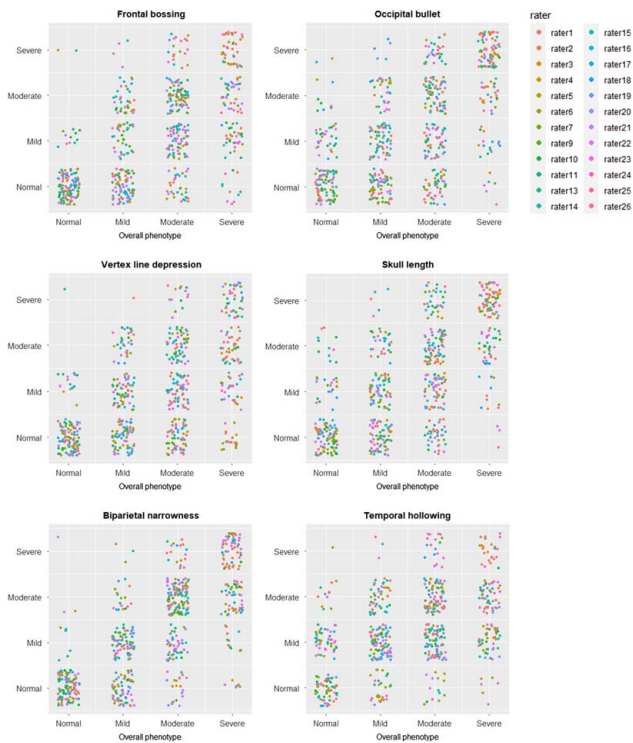 Frontal bossing
Severe
Moderate
Mild
Normal
Normal Mild Moderate Severe
Overall phenotype
Occipital bullet
Severe
Moderate
Mild
Normal
Normal Mild Moderate Severe
Overall phenotype
rater
rater1 rater15
rater2 rater16
rater3 rater17
rater4 rater18
rater5 rater19
rater6 rater20
rater7 rater21
rater9 rater22
rater10 rater23
rater11 rater24
rater13 rater25
rater14 rater26
Vertex line depression
Severe
Moderate
Mild
Normal
Normal Mild Moderate Severe
Overall phenotype
Skull length
Severe
Moderate
Mild
Normal
Normal Mild Moderate Severe
Overall phenotype
Biparietal narrowness
Severe
Moderate
Mild
Normal
Normal Mild Moderate Severe
Overall phenotype
Temporal hollowing
Severe
Moderate
Mild
Normal
Normal Mild Moderate Severe
Overall phenotype